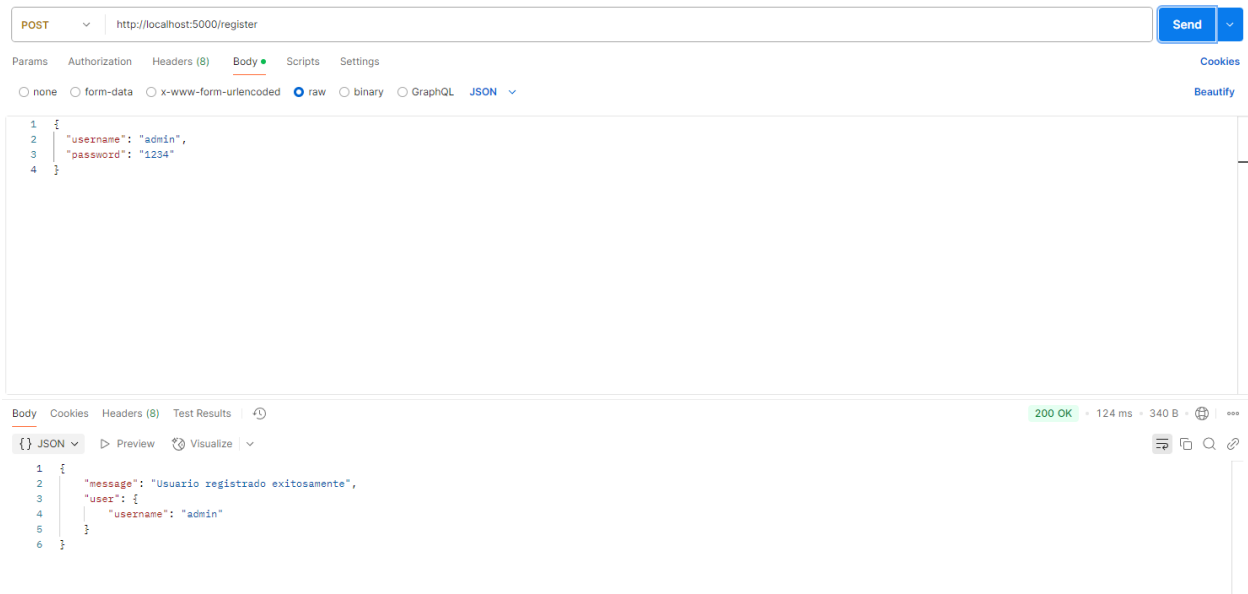 POST http://localhost:5000/register Send
Params Authorization Headers (8) Body Scripts Settings Cookies
none form-data x-www-form-urlencoded raw binary GraphQL JSON Beautify
1 {
2 "username": "admin",
3 "password": "1234"
4 }
Body Cookies Headers (8) Test Results 200 OK • 124 ms • 340 B •
{} JSON Preview Visualize
1 {
2 "message": "Usuario registrado exitosamente",
3 "user": {
4 "username": "admin"
5 }
6 }